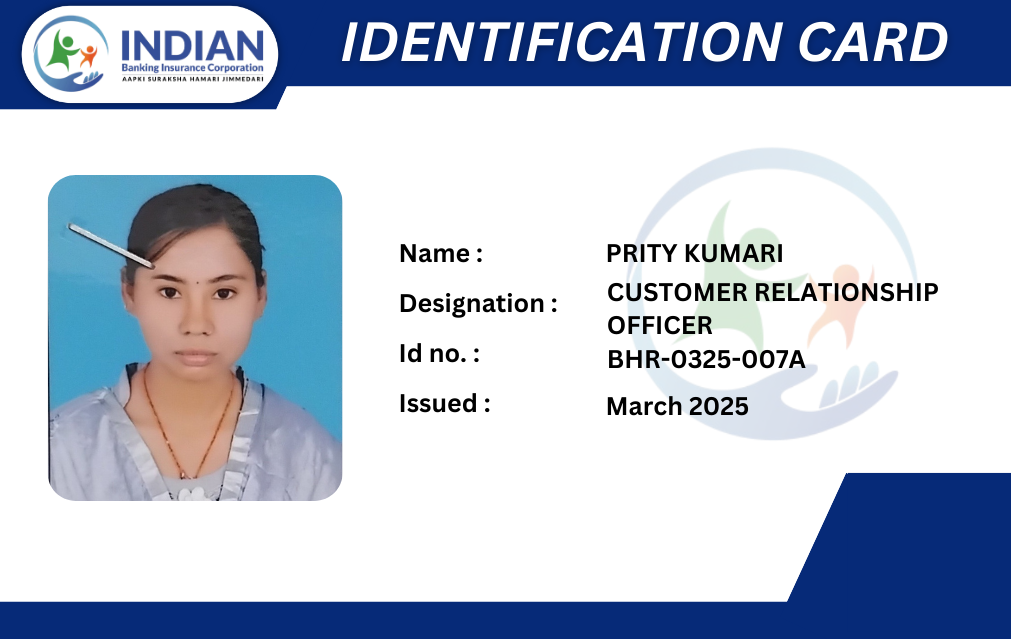 INDIAN
Banking Insurance Corporation
AAPKI SURAKSHA HAMARI JIMMEDARI
IDENTIFICATION CARD
Name : PRITY KUMARI
Designation : CUSTOMER RELATIONSHIP
OFFICER
Id no. : BHR-0325-007A
Issued : March 2025